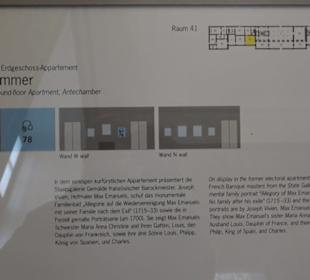 Raum 41
Erdgeschoss-Appartement
mmer
und-floor Apartment, Antechamber
78
Wand W wall
Wand N wall
In dem sonstigen kurfürstlichen Appartement präsentiert die
Staatsgalerie Gemälde französischer Barockmeister. Joseph
Vivien, Hofmaler Max Emanuels, schuf das monumentale
Familienbild „Allegorie auf die Wiedervereinigung Max Emanuels
mit seiner Familie nach dem Exil“ (1715–33) sowie die in
Pastell gemalte Porträtserie (um 1700). Sie zeigt Max Emanuels
Schwester Maria Anna Christine und ihren Gatten, Louis, den
Dauphin von Frankreich, sowie ihre drei Söhne Louis, Philipp,
König von Spanien, und Charles.
On display in the former electoral apartment
French Baroque masters from the State Gall
mental family portrait "Allegory of Max Emanu
his family after his exile" (1715–33) and the
portraits are by Joseph Vivien, Max Emanue
They show Max Emanuel's sister Maria Anna
husband Louis, Dauphin of France, and their
Philip, King of Spain, and Charles.